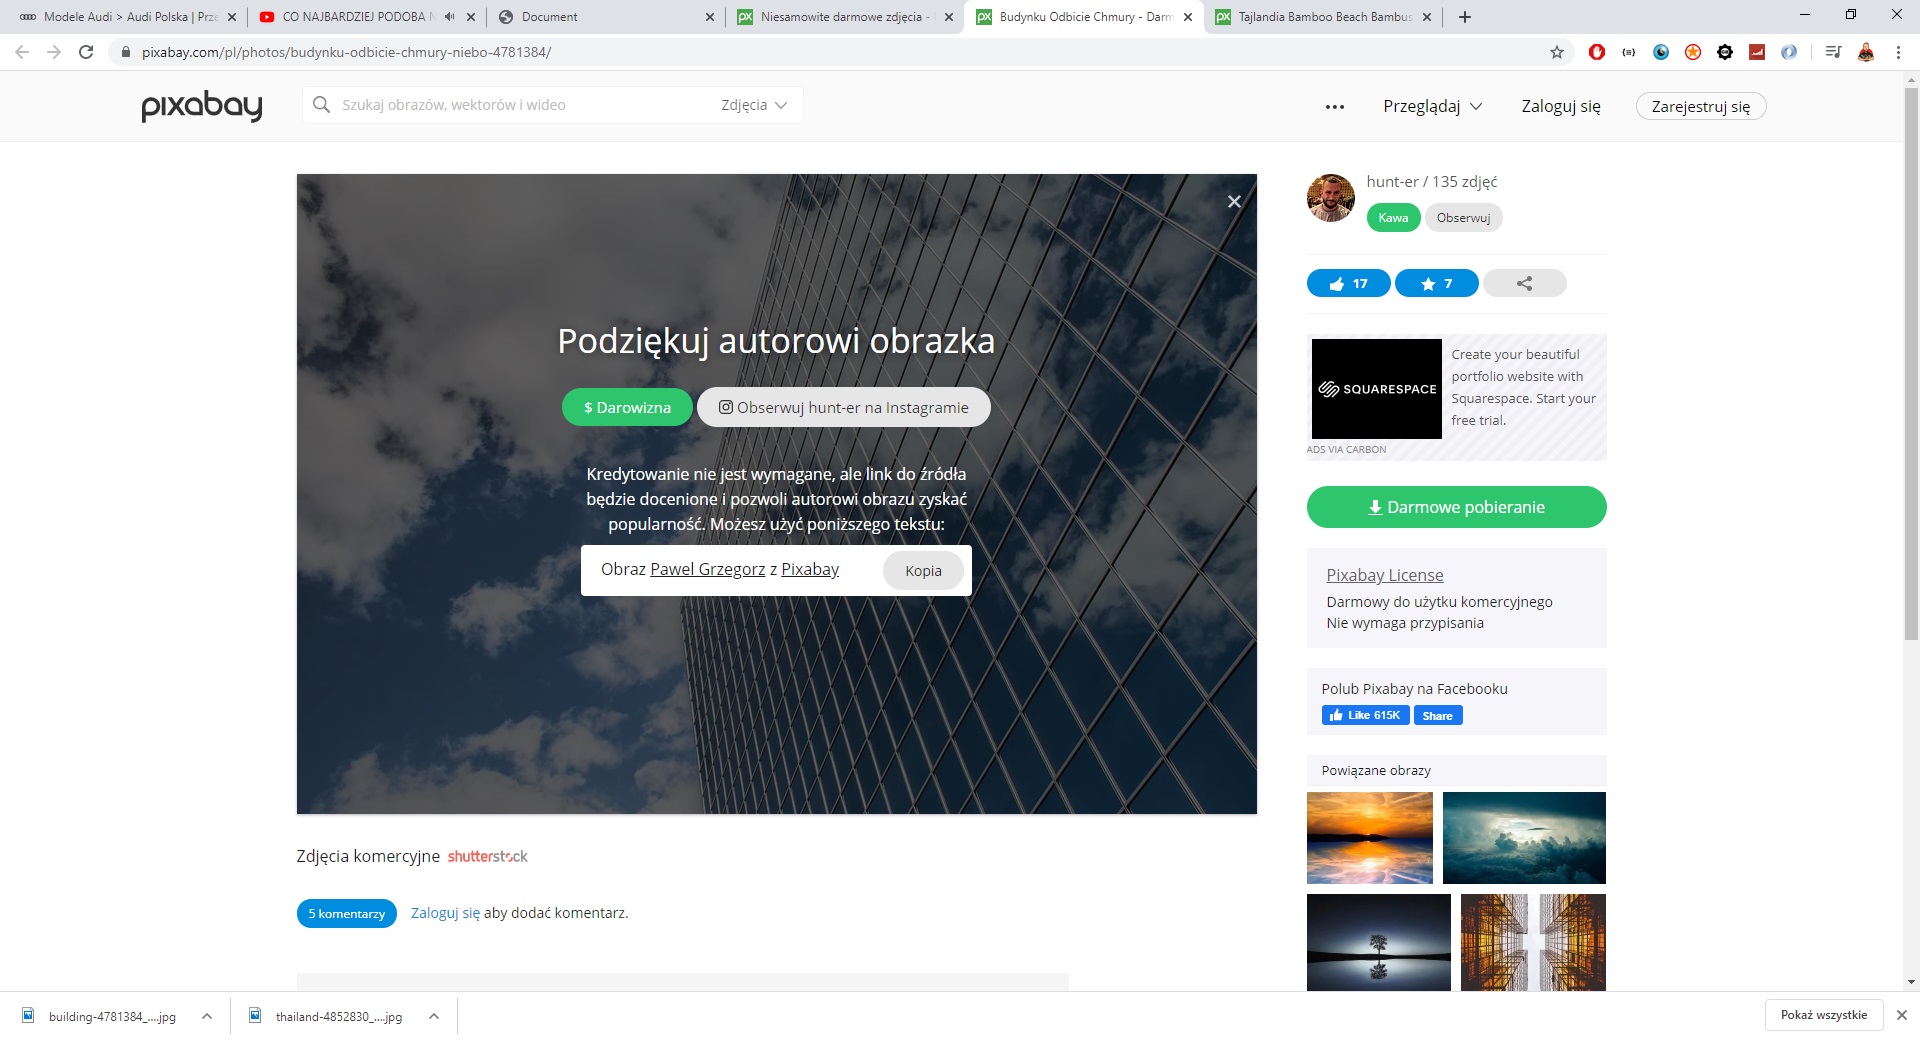 Modele Audi > Audi Polska | Prze
CO NAJBARDZIEJ PODOBA N
Document
Niesamowite darmowe zdjęcia -
Budynku Odbicie Chmury - Darm
Tajlandia Bamboo Beach Bambus
pixabay.com/pl/photos/budynku-odbicie-chmury-niebo-4781384/
pixabay
Szukaj obrazów, wektorów i wideo
Zdjęcia
Przeglądaj
Zaloguj się
Zarejestruj się
Podziękuj autorowi obrazka
$ Darowizna
Obserwuj hunt-er na Instagramie
Kredytowanie nie jest wymagane, ale link do źródła
będzie docenione i pozwoli autorowi obrazu zyskać
popularność. Możesz użyć poniższego tekstu:
Obraz Pawel Grzegorz z Pixabay
Kopia
hunt-er / 135 zdjęć
Kawa
Obserwuj
17
7
SQUARESPACE
Create your beautiful
portfolio website with
Squarespace. Start your
free trial.
ADS VIA CARBON
Darmowe pobieranie
Pixabay License
Darmowy do użytku komercyjnego
Nie wymaga przypisania
Polub Pixabay na Facebooku
Like 615K
Share
Powiązane obrazy
Zdjęcia komercyjne shutterstock
5 komentarzy
Zaloguj się aby dodać komentarz.
building-4781384_....jpg
thailand-4852830_....jpg
Pokaż wszystkie